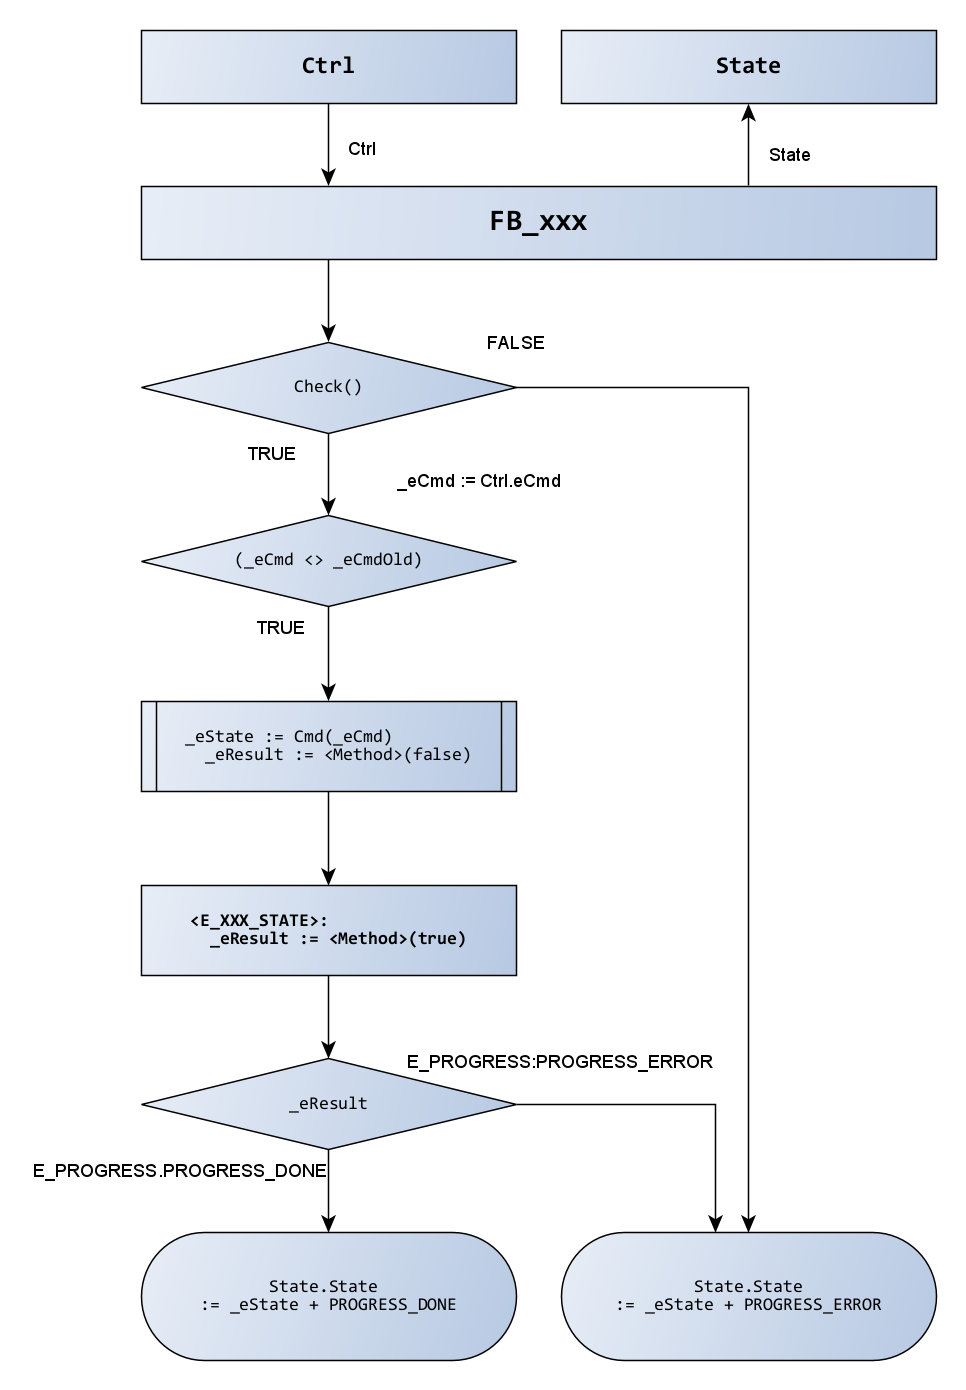 Ctrl
State
Ctrl
State
FB_xxx
FALSE
Check()
TRUE
_eCmd := Ctrl.eCmd
(_eCmd <> _eCmdOld)
TRUE
_eState := Cmd(_eCmd)
_eResult := <Method>(false)
<E_XXX_STATE>:
_eResult := <Method>(true)
E_PROGRESS:PROGRESS_ERROR
_eResult
E_PROGRESS.PROGRESS_DONE
State.State
:= _eState + PROGRESS_DONE
State.State
:= _eState + PROGRESS_ERROR